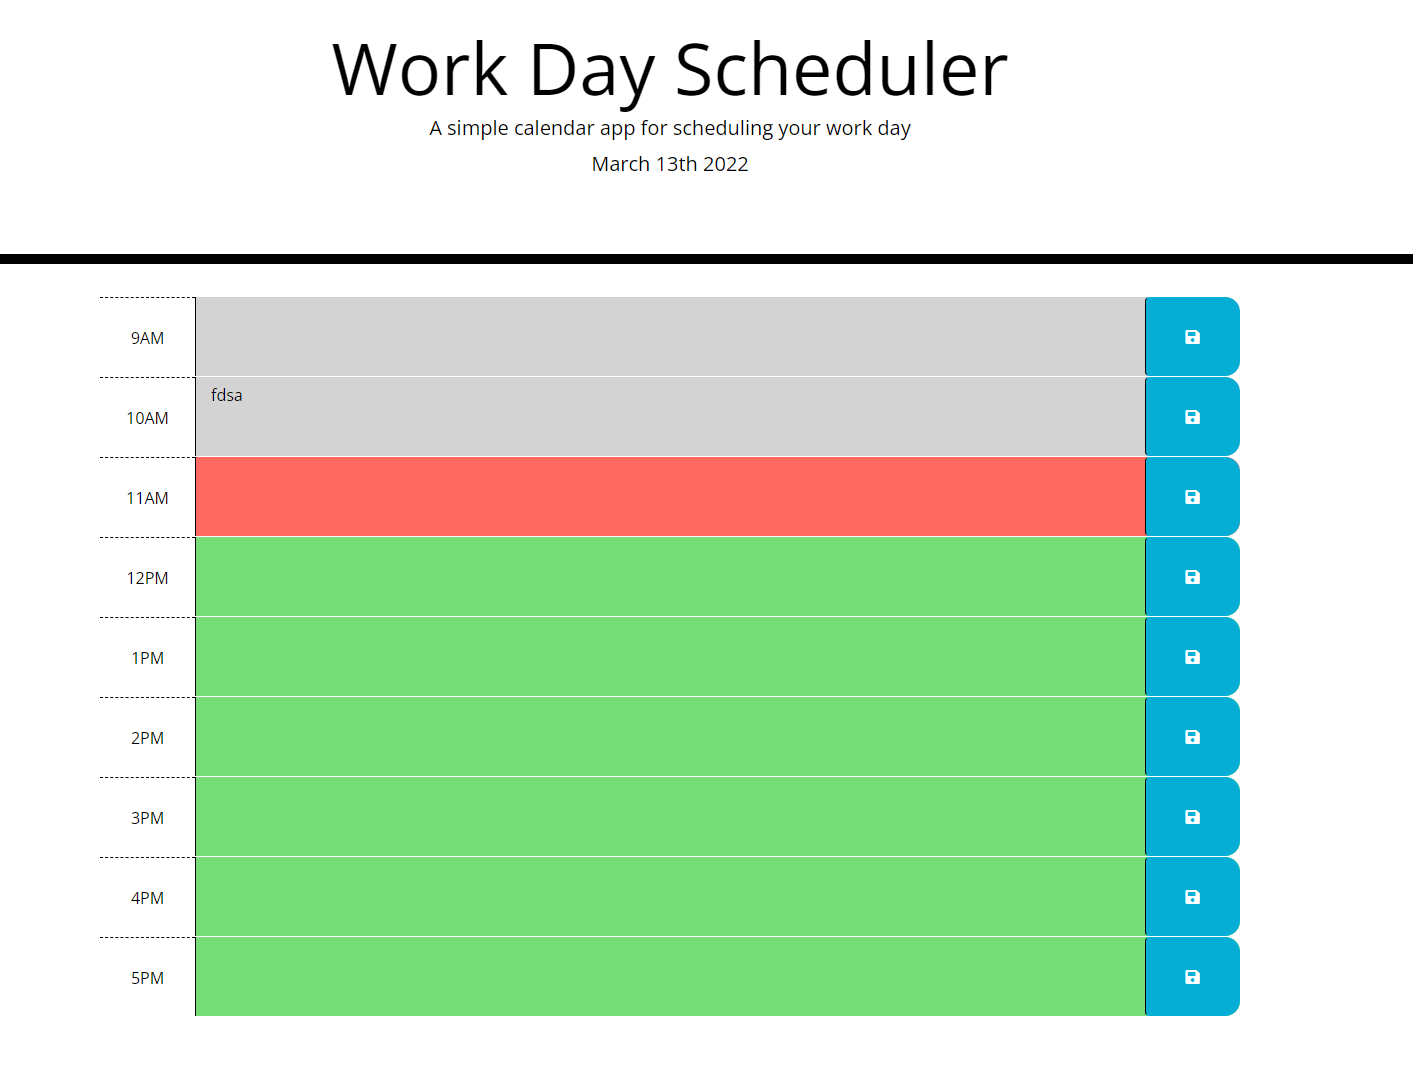 Work Day Scheduler
A simple calendar app for scheduling your work day
March 13th 2022
9AM
10AM
fdsa
11AM
12PM
1PM
2PM
3PM
4PM
5PM